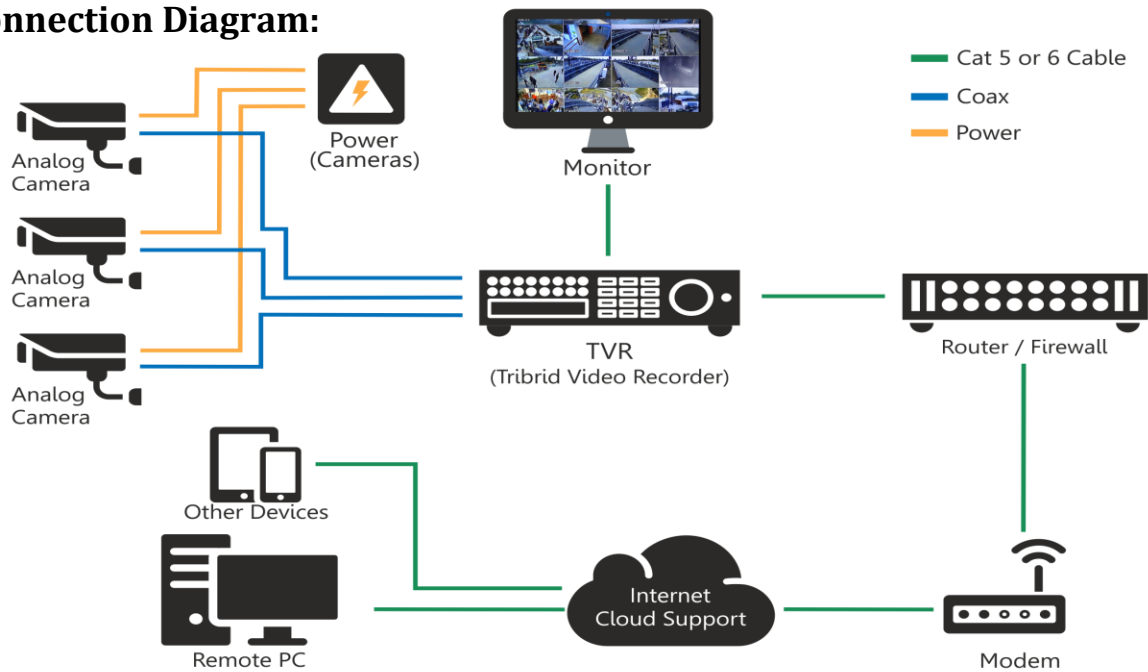 onnection Diagram:
Cat 5 or 6 Cable
Coax
Power
Power
(Cameras)
Monitor
Analog
Camera
Analog
Camera
Analog
Camera
TVR
(Tribrid Video Recorder)
Router / Firewall
Other Devices
Internet
Cloud Support
Remote PC
Modem